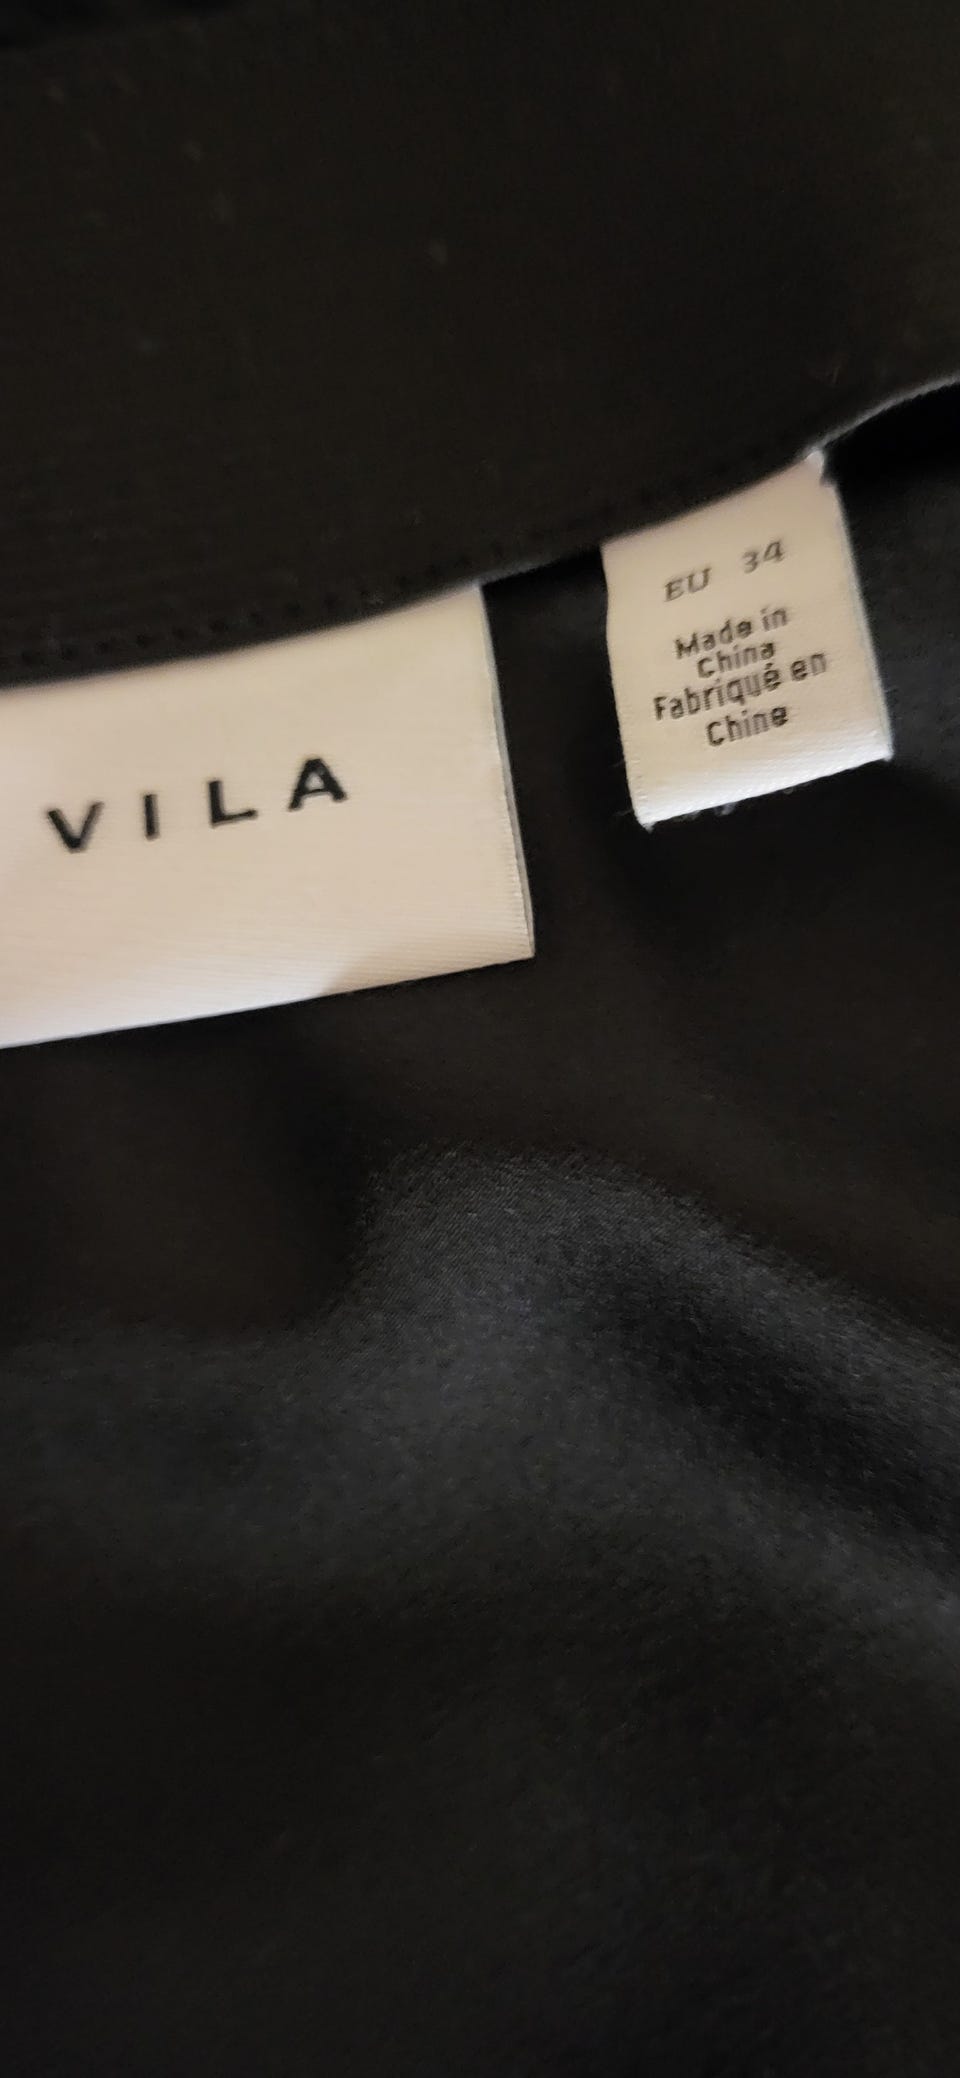 VILA
EU 34
Made in
China
Fabriqué en
Chine